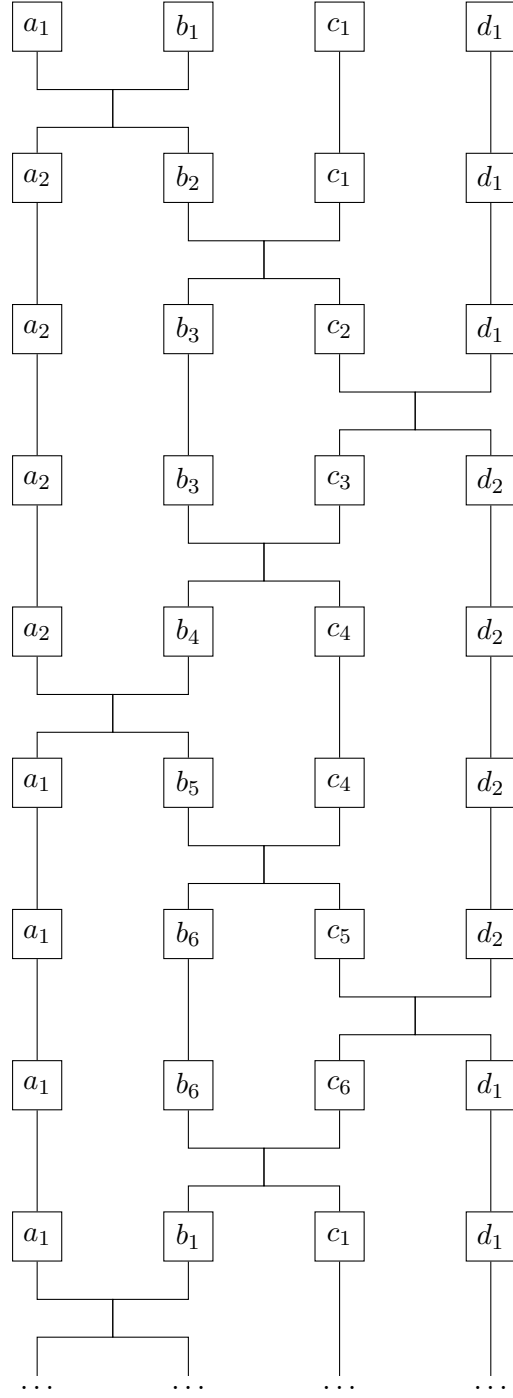 a₁ b₁ c₁ d₁
a₂ b₂ c₁ d₁
a₂ b₃ c₂ d₁
a₂ b₃ c₃ d₂
a₂ b₄ c₄ d₂
a₁ b₅ c₄ d₂
a₁ b₆ c₅ d₂
a₁ b₆ c₆ d₁
a₁ b₁ c₁ d₁
... ... ... ...